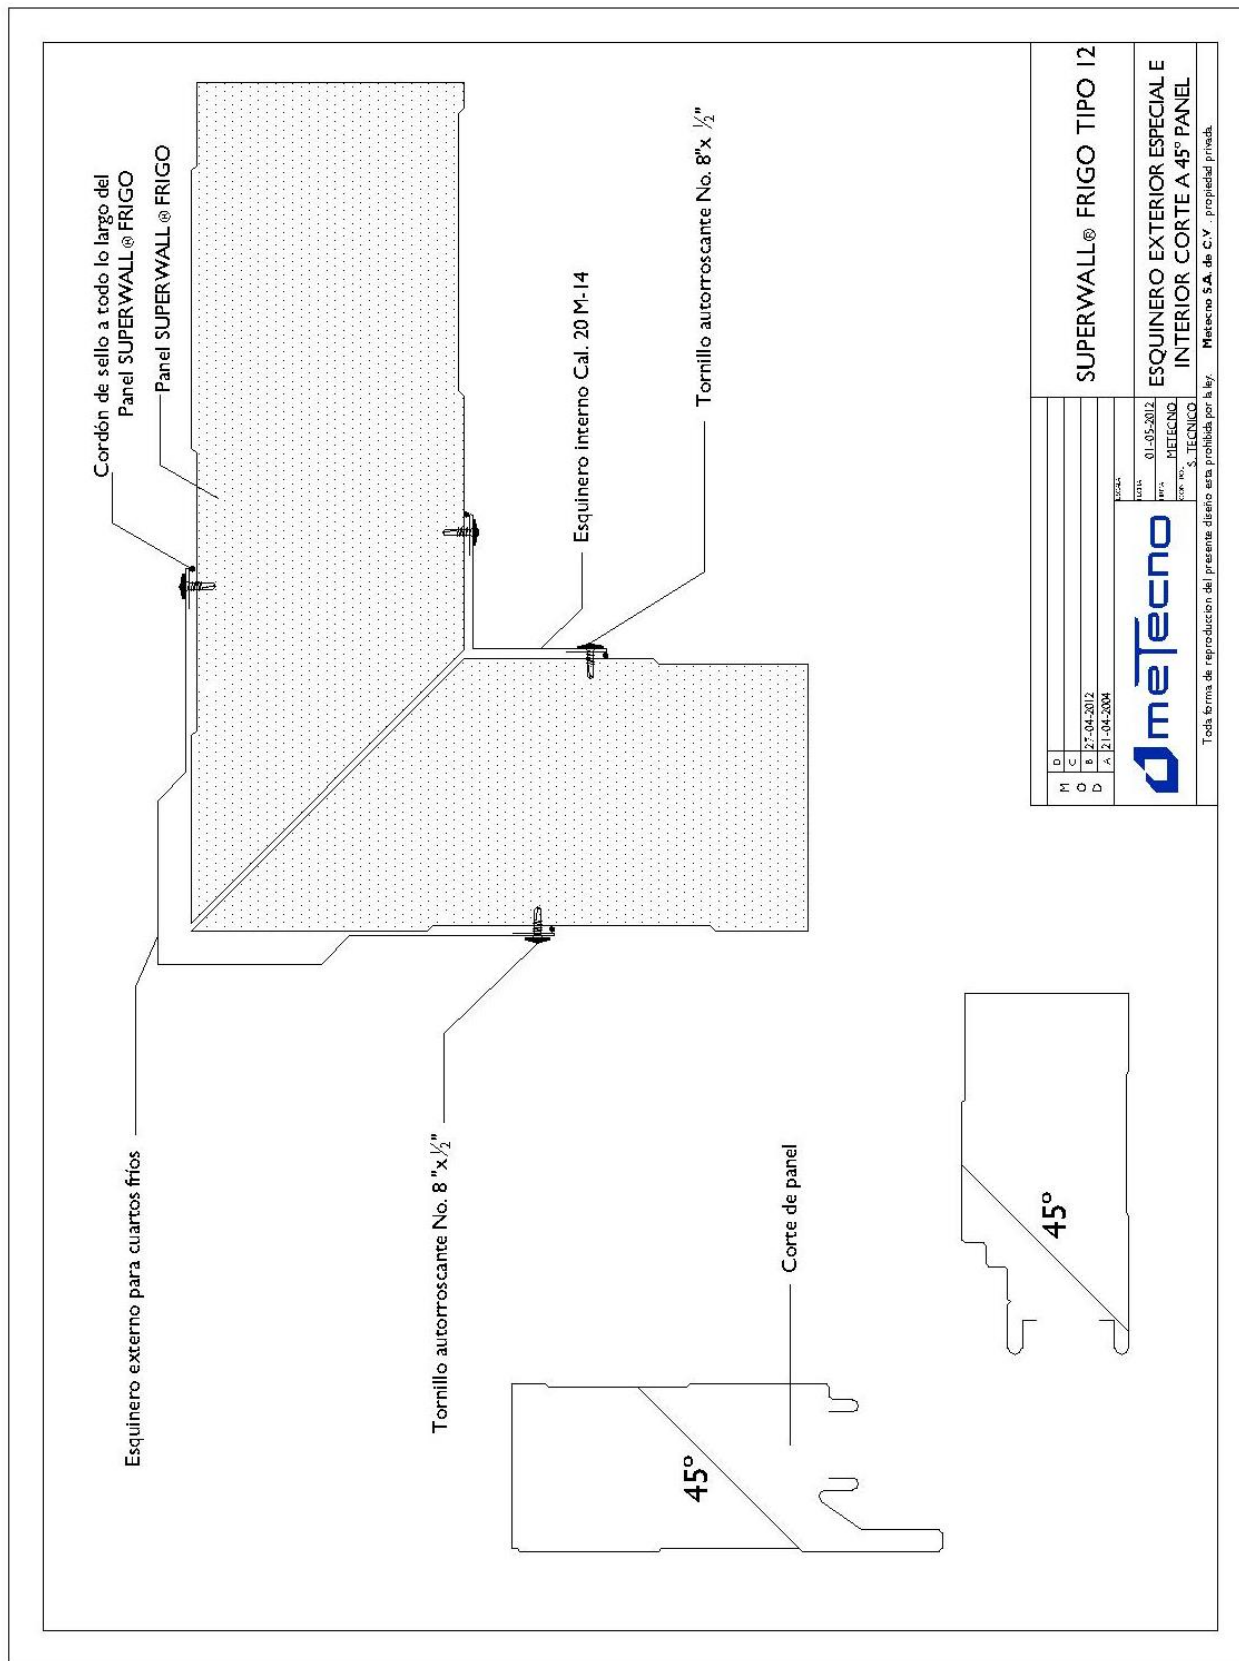 Esquinero externo para cuartos fríos
Cordón de sello a todo lo largo del
Panel SUPERWALL® FRIGO
Panel SUPERWALL® FRIGO
Tornillo autorroscante No. 8 "x ½"
Esquinero interno Cal. 20 M-14
Tornillo autorroscante No. 8"x ½"
45°
Corte de panel
45°
M O D
D
C
B 27-04-2012
A 21-04-2004
SUPERWALL® FRIGO TIPO 12
meTecno
ESCALA
FECHA 01-05-2012
METECNO
S. TECNICO
ESQUINERO EXTERIOR ESPECIAL E
INTERIOR CORTE A 45° PANEL
Toda forma de reproduccion del presente diseño esta prohibida por la ley. Metecno S.A. de C.V. propiedad privada.